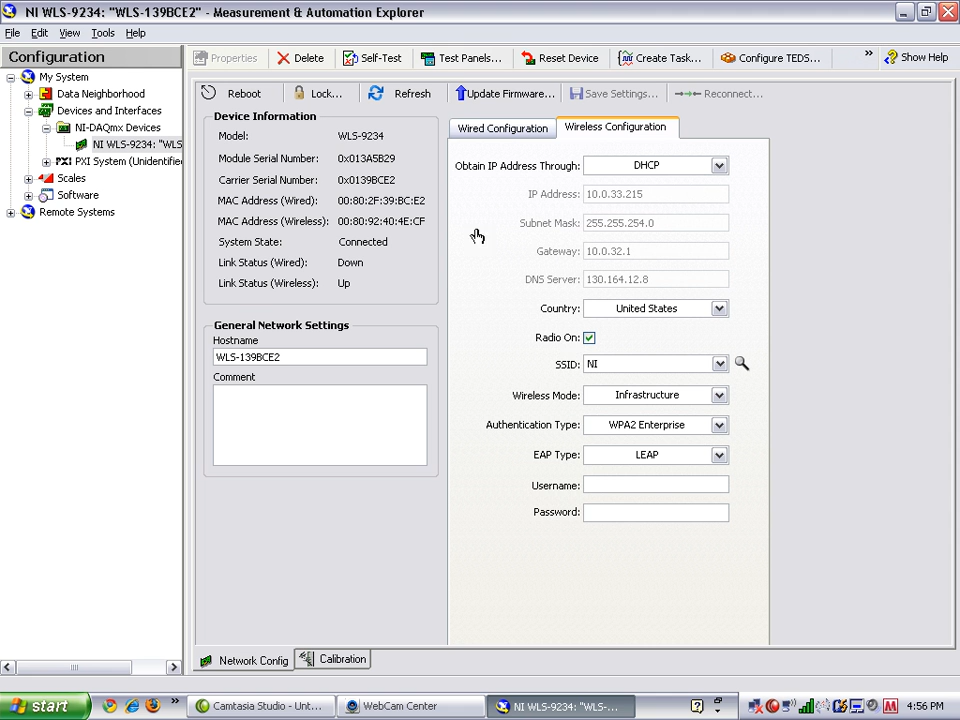 NI WLS-9234: "WLS-139BCE2" - Measurement & Automation Explorer
File Edit View Tools Help
Configuration
My System
Data Neighborhood
Devices and Interfaces
NI-DAQmx Devices
NI WLS-9234: "WLS
PXI PXI System (Unidentifie
Scales
Software
Remote Systems
Properties Delete Self-Test Test Panels... Reset Device Create Task... Configure TEDS... » Show Help
Reboot Lock... Refresh Update Firmware... Save Settings... Reconnect...
Device Information
Model: WLS-9234
Module Serial Number: 0x013A5B29
Carrier Serial Number: 0x0139BCE2
MAC Address (Wired): 00:80:2F:39:BC:E2
MAC Address (Wireless): 00:80:92:40:4E:CF
System State: Connected
Link Status (Wired): Down
Link Status (Wireless): Up
General Network Settings
Hostname
WLS-139BCE2
Comment
Wired Configuration Wireless Configuration
Obtain IP Address Through: DHCP
IP Address: 10.0.33.215
Subnet Mask: 255.255.254.0
Gateway: 10.0.32.1
DNS Server: 130.164.12.8
Country: United States
Radio On:
SSID: NI
Wireless Mode: Infrastructure
Authentication Type: WPA2 Enterprise
EAP Type: LEAP
Username:
Password:
Network Config Calibration
start » Camtasia Studio - Unt... WebCam Center NI WLS-9234: "WLS-... 4:56 PM